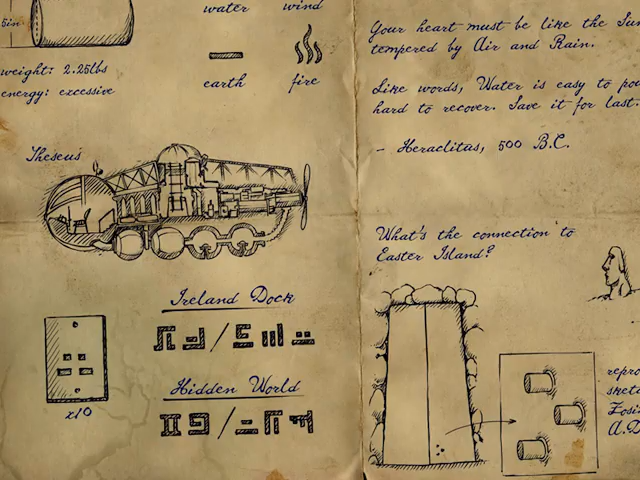 5in
weight: 2.25lbs
energy: excessive
water wind
earth fire
Theseus
Ireland Dock
Hidden World
x10
Your heart must be like the Sun
tempered by Air and Rain.
Like words, Water is easy to
hard to recover. Save it for last.
- Heraclitus, 500 B.C.
What's the connection to
Easter Island?
A.D